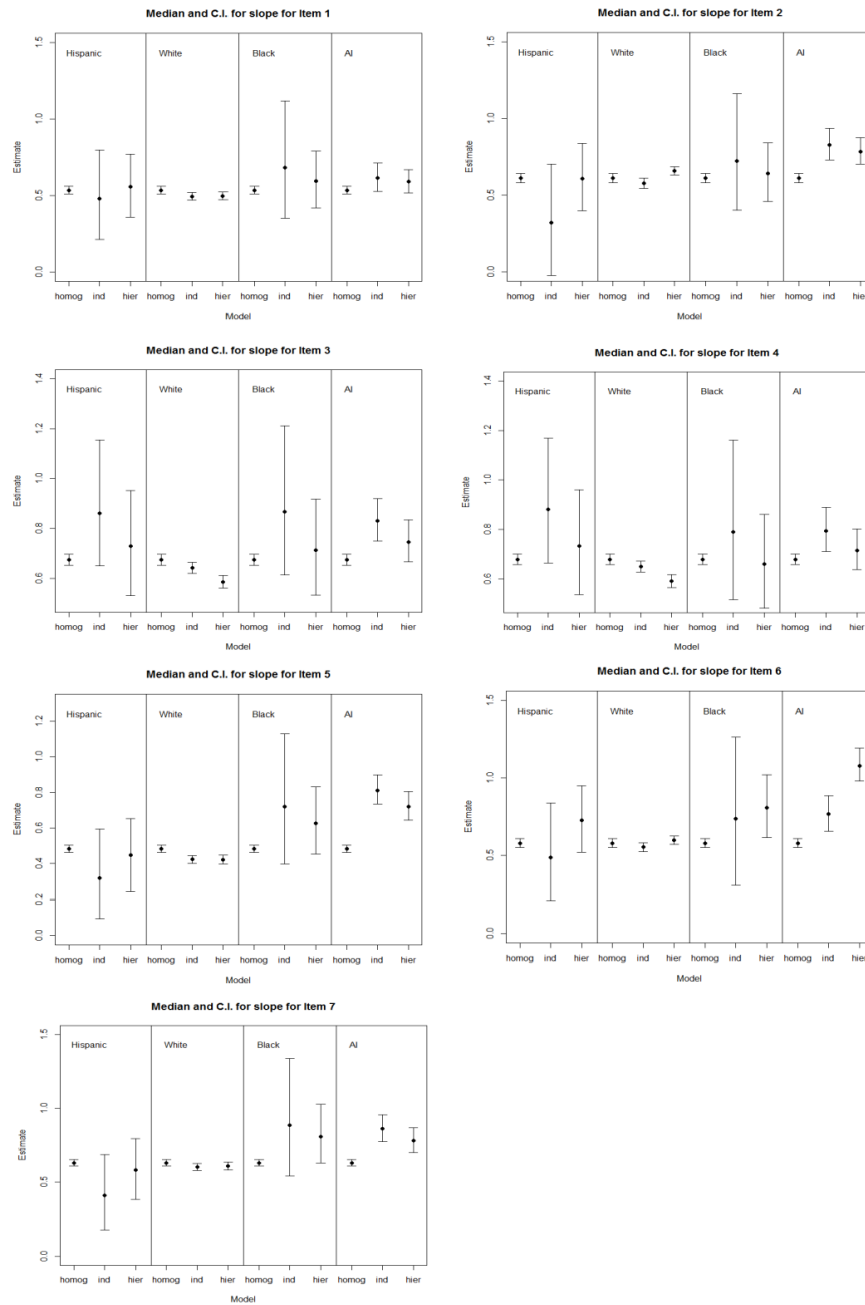 Median and C.I. for slope for Item 1
Hispanic White Black AI
Estimate
0.0 0.5 1.0 1.5
homog ind hier homog ind hier homog ind hier homog ind hier
Model
Median and C.I. for slope for Item 2
Hispanic White Black AI
Estimate
0.0 0.5 1.0 1.5
homog ind hier homog ind hier homog ind hier homog ind hier
Model
Median and C.I. for slope for Item 3
Hispanic White Black AI
Estimate
0.6 0.8 1.0 1.2 1.4
homog ind hier homog ind hier homog ind hier homog ind hier
Model
Median and C.I. for slope for Item 4
Hispanic White Black AI
Estimate
0.6 0.8 1.0 1.2 1.4
homog ind hier homog ind hier homog ind hier homog ind hier
Model
Median and C.I. for slope for Item 5
Hispanic White Black AI
Estimate
0.0 0.2 0.4 0.6 0.8 1.0 1.2
homog ind hier homog ind hier homog ind hier homog ind hier
Model
Median and C.I. for slope for Item 6
Hispanic White Black AI
Estimate
0.0 0.5 1.0 1.5
homog ind hier homog ind hier homog ind hier homog ind hier
Model
Median and C.I. for slope for Item 7
Hispanic White Black AI
Estimate
0.0 0.5 1.0 1.5
homog ind hier homog ind hier homog ind hier homog ind hier
Model